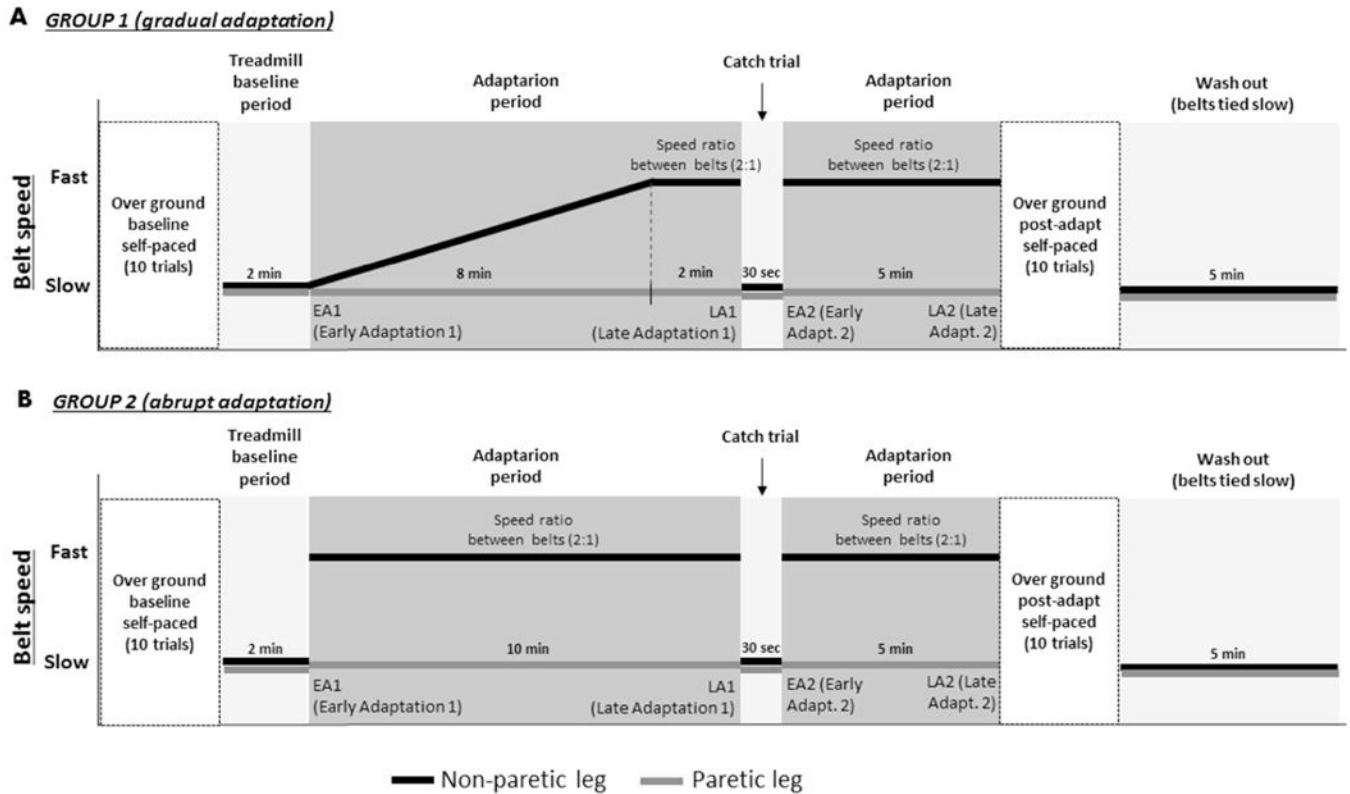 A GROUP 1 (gradual adaptation)
Treadmill
baseline
period
Adaptarion
period
Catch trial
Adaptarion
period
Wash out
(belts tied slow)
Belt speed
Fast
Slow
Over ground
baseline
self-paced
(10 trials)
2 min
8 min
Speed ratio
between belts (2:1)
2 min
30 sec
Speed ratio
between belts (2:1)
5 min
Over ground
post-adapt
self-paced
(10 trials)
5 min
EA1
(Early Adaptation 1)
LA1
(Late Adaptation 1)
EA2 (Early
Adapt. 2)
LA2 (Late
Adapt. 2)
B GROUP 2 (abrupt adaptation)
Treadmill
baseline
period
Adaptarion
period
Catch trial
Adaptarion
period
Wash out
(belts tied slow)
Belt speed
Fast
Slow
Over ground
baseline
self-paced
(10 trials)
2 min
Speed ratio
between belts (2:1)
10 min
30 sec
Speed ratio
between belts (2:1)
5 min
Over ground
post-adapt
self-paced
(10 trials)
5 min
EA1
(Early Adaptation 1)
LA1
(Late Adaptation 1)
EA2 (Early
Adapt. 2)
LA2 (Late
Adapt. 2)
Non-paretic leg
Paretic leg